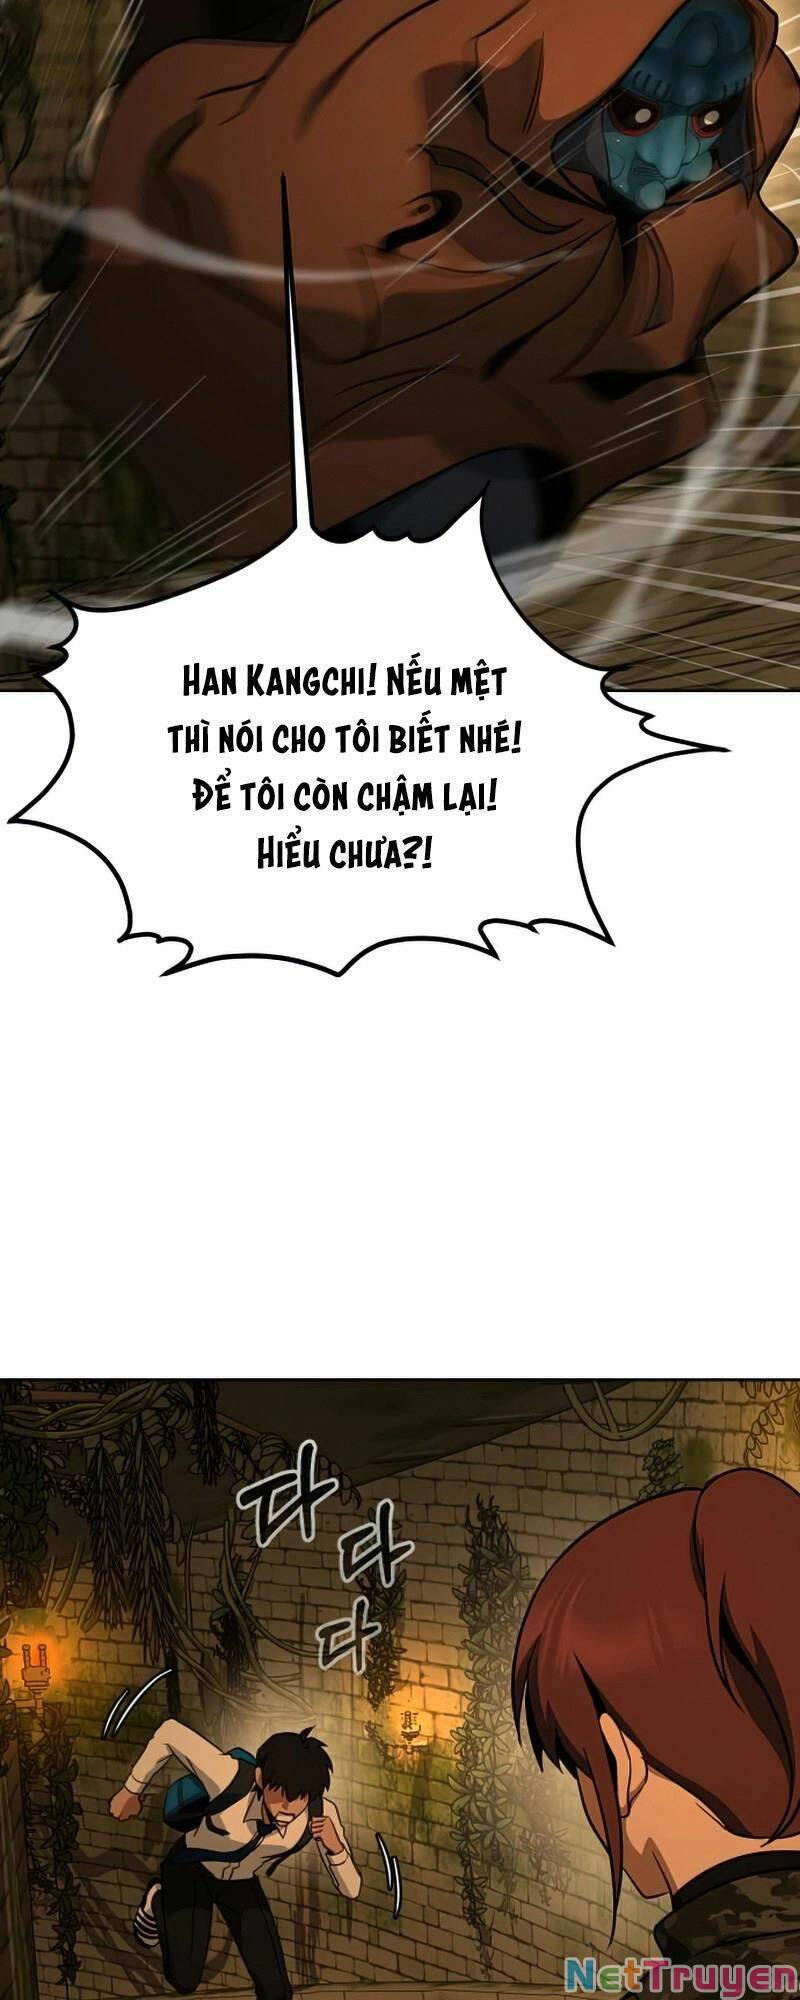 HAN KANGCHI! NẾU MỆT
THÌ NÓI CHO TÔI BIẾT NHÉ!
ĐỂ TÔI CÒN CHẬM LẠI!
HIỂU CHƯA?!
다
다
다
NetTruyen